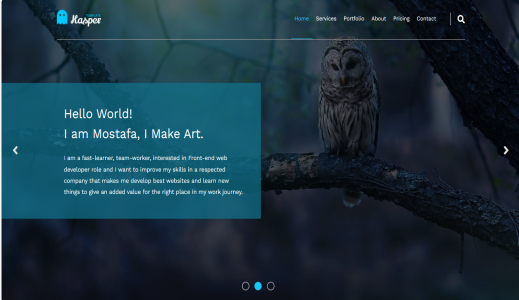 Kasper
Home Services Portfolio About Pricing Contact
Hello World!
I am Mostafa, I Make Art.
I am a fast-learner, team-worker, interested in Front-end web
developer role and I want to improve my skills in a respected
company that makes me develop best websites and learn new
things to give an added value for the right place in my work journey.